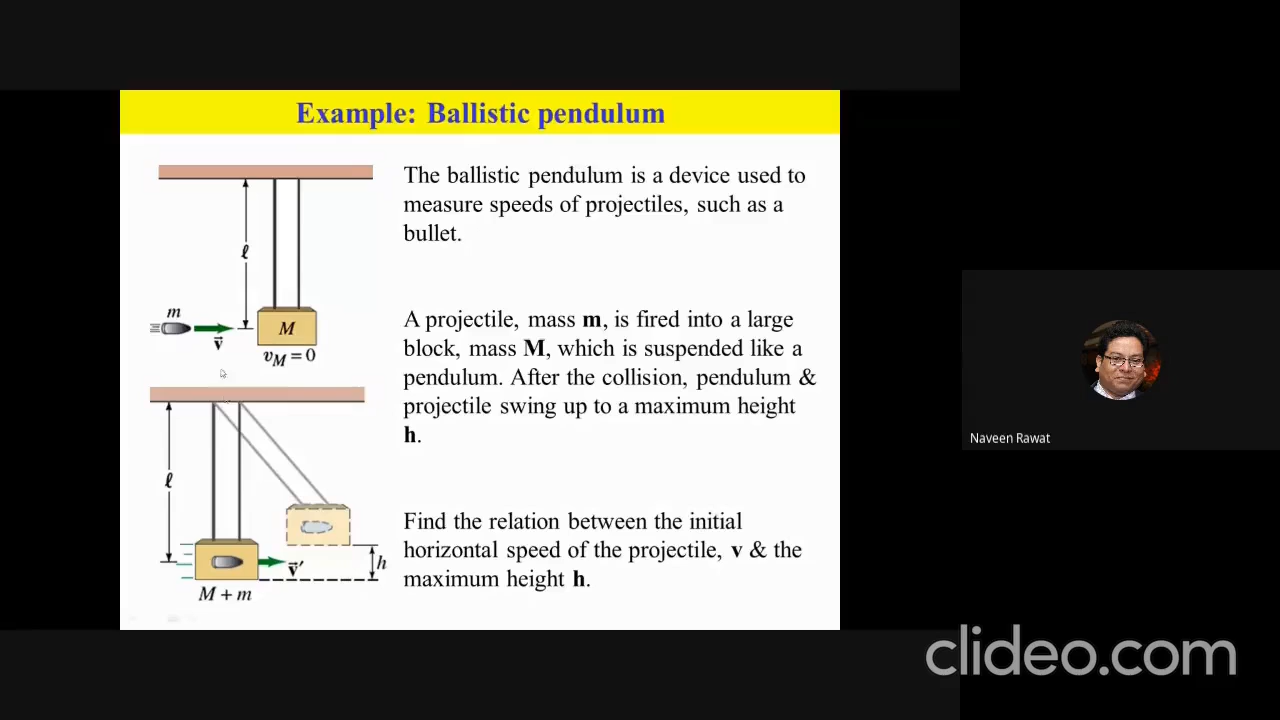 Example: Ballistic pendulum
The ballistic pendulum is a device used to
measure speeds of projectiles, such as a
bullet.
ℓ
m
v⃗
M
v_M = 0
A projectile, mass m, is fired into a large
block, mass M, which is suspended like a
pendulum. After the collision, pendulum &
projectile swing up to a maximum height
h.
ℓ
v⃗′
h
M + m
Find the relation between the initial
horizontal speed of the projectile, v & the
maximum height h.
Naveen Rawat
clideo.com